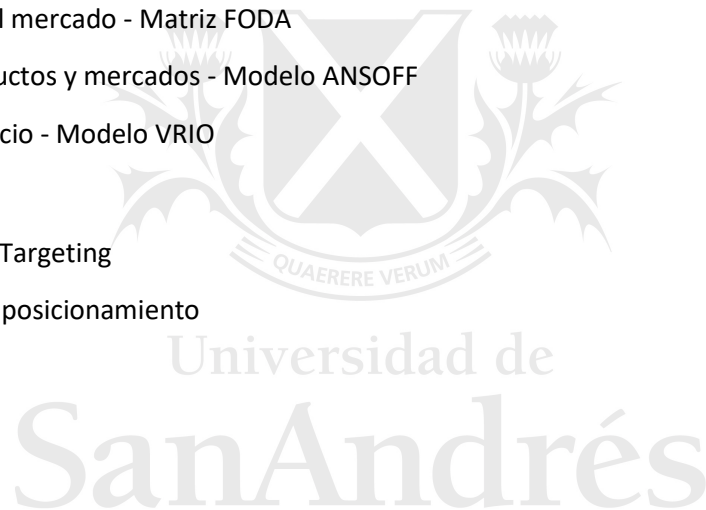 l mercado - Matriz FODA
uctos y mercados - Modelo ANSOFF
cio - Modelo VRIO
Targeting
posicionamiento
QUAERERE VERUM
Universidad de
SanAndrés